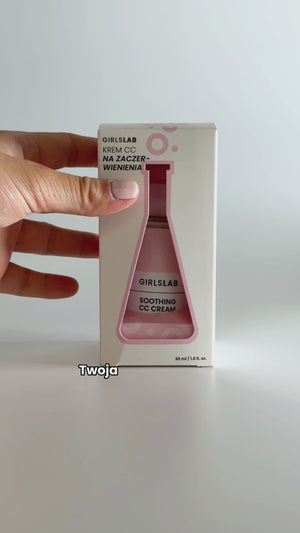 GIRLSLAB
KREM CC
NA ZACZER-
WIENIENIA
GIRLSLAB
SOOTHING
CC CREAM
30 ml / 1.0 fl. oz.
Twoja